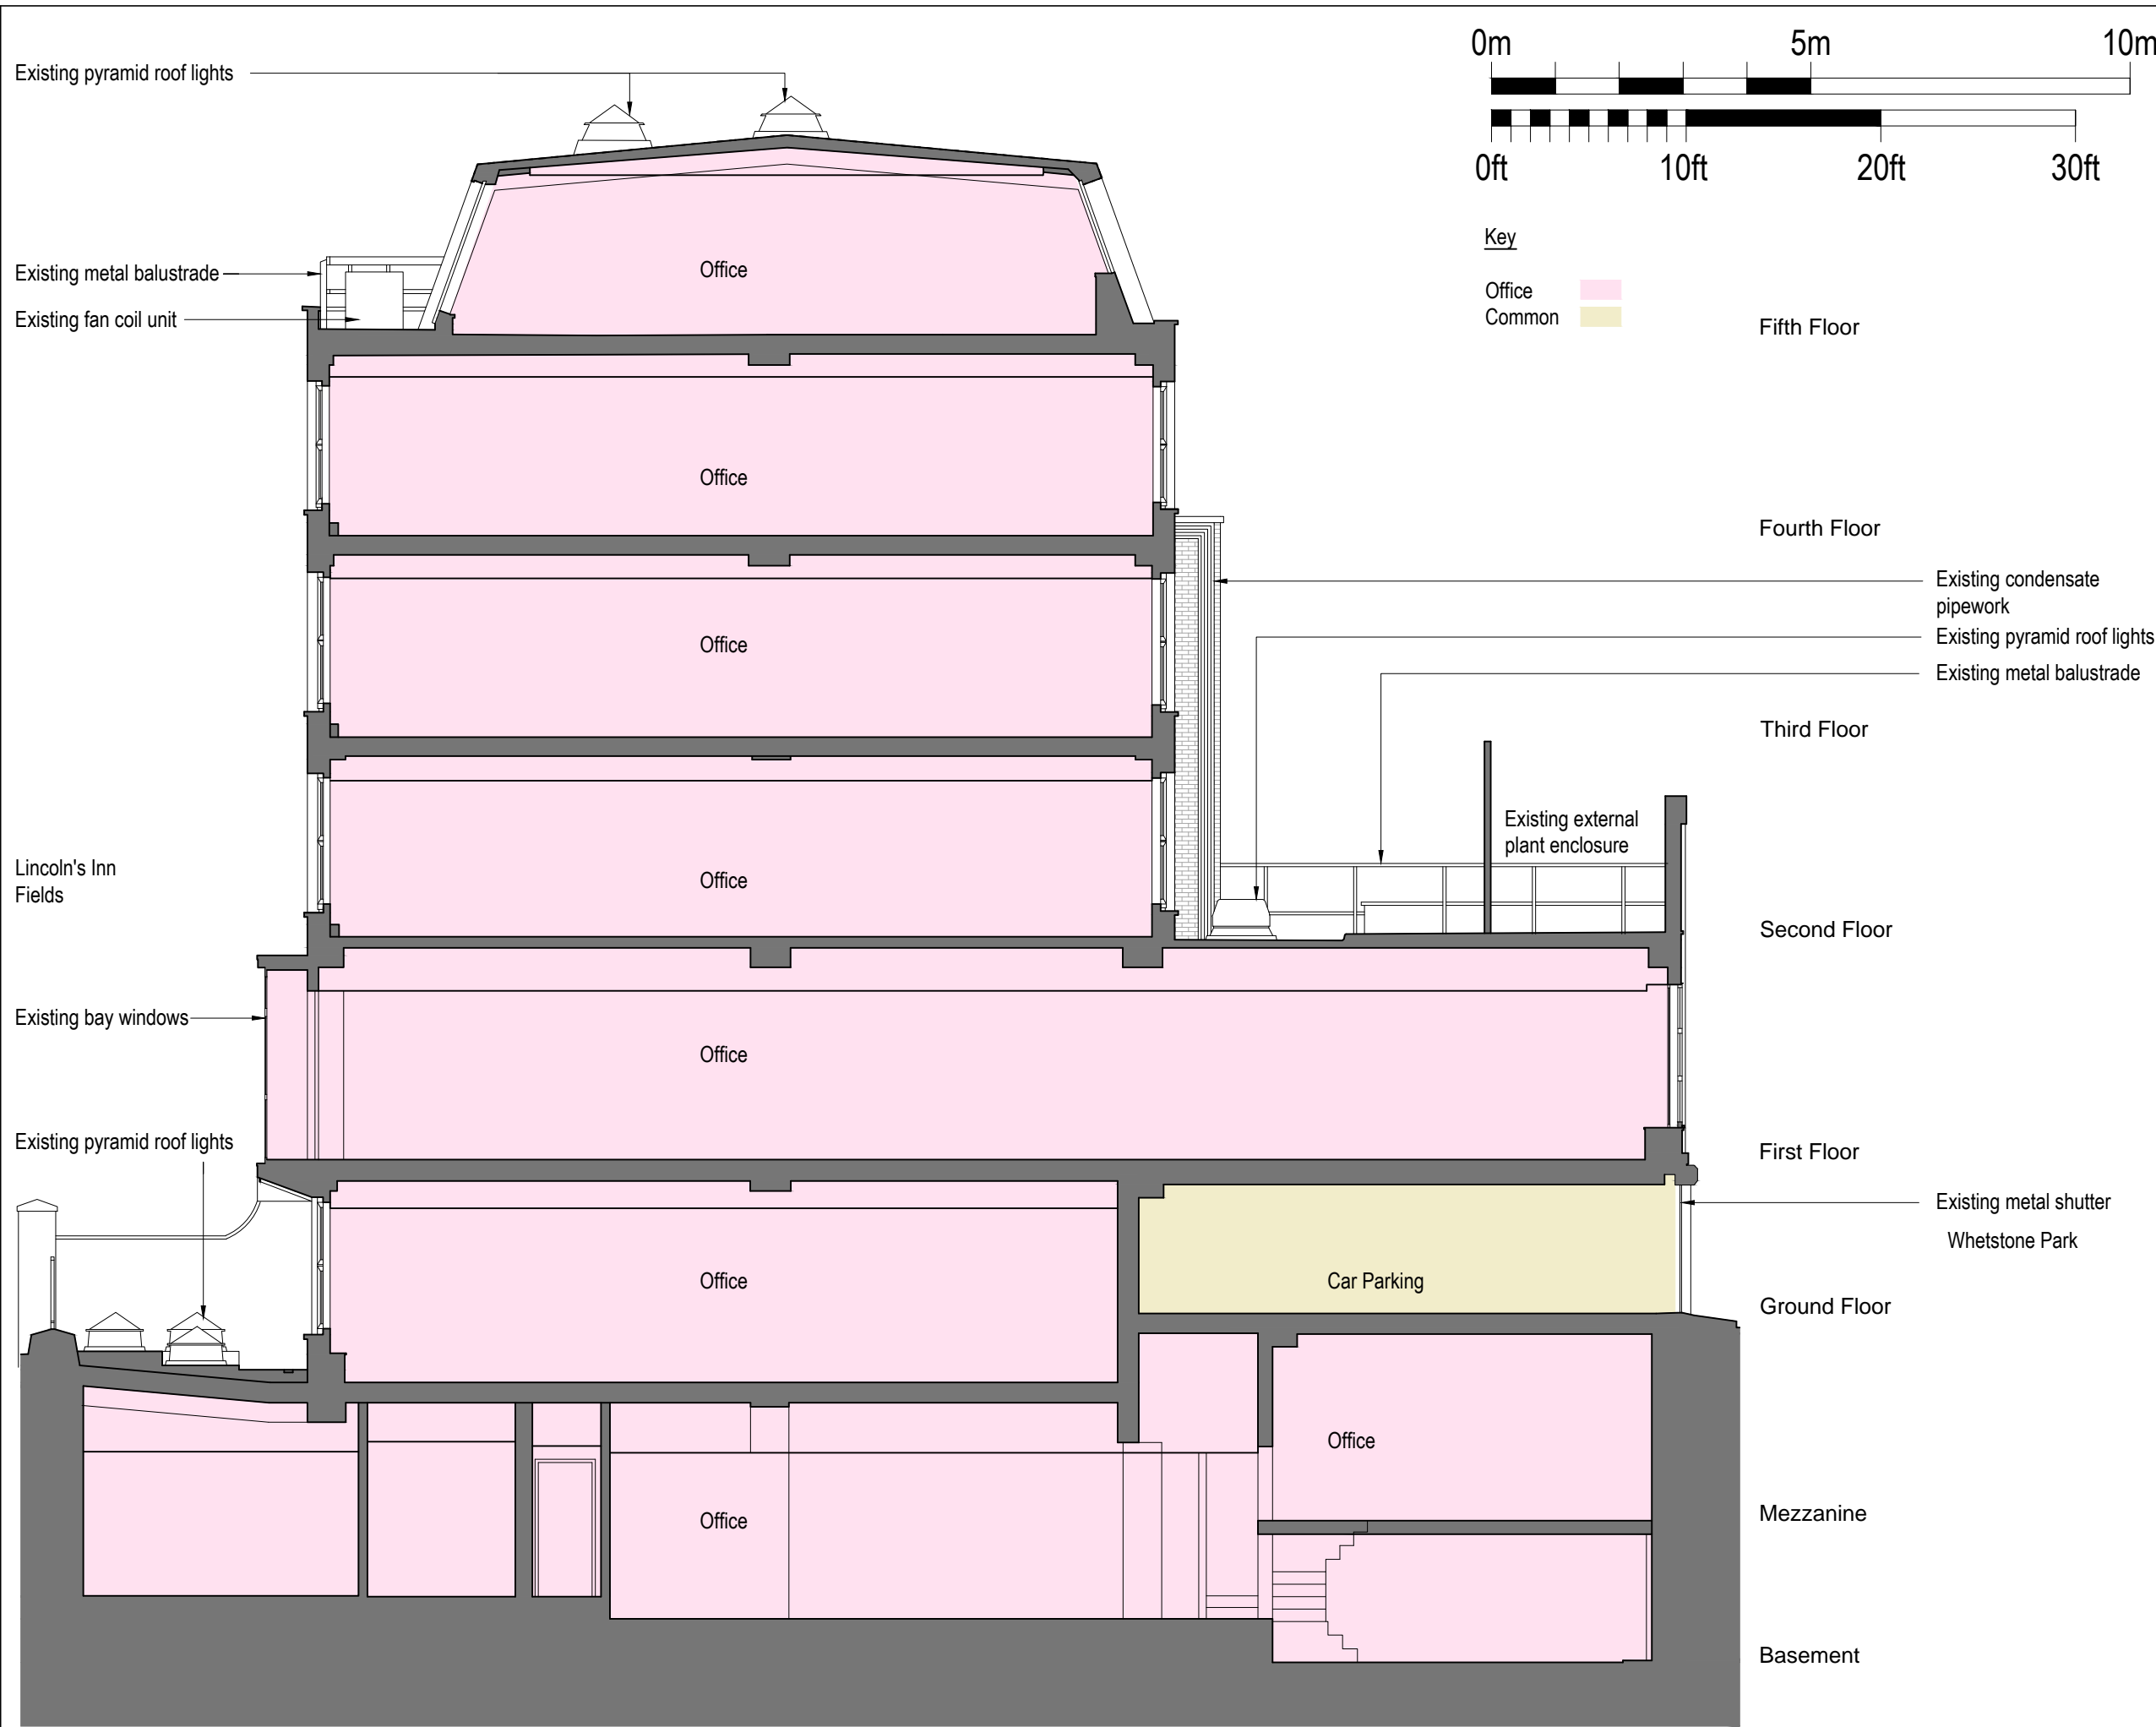 0m 5m 10m
0ft 10ft 20ft 30ft
Existing pyramid roof lights
Key
Office
Common
Existing metal balustrade
Existing fan coil unit
Office
Fifth Floor
Office
Fourth Floor
Existing condensate
pipework
Existing pyramid roof lights
Existing metal balustrade
Office
Third Floor
Existing external
plant enclosure
Lincoln's Inn
Fields
Office
Second Floor
Existing bay windows
Office
Existing pyramid roof lights
First Floor
Existing metal shutter
Whetstone Park
Office
Car Parking
Ground Floor
Office
Office
Mezzanine
Basement